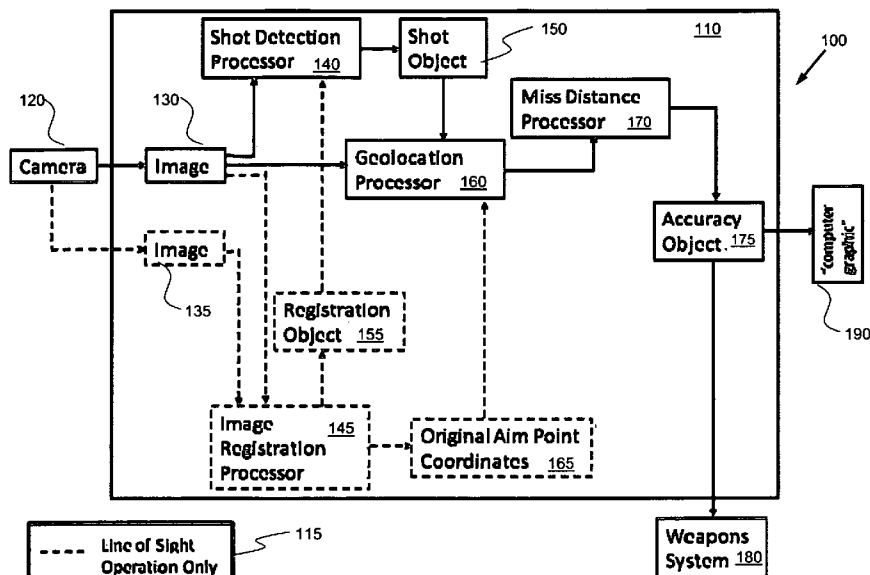 Shot Detection
Processor 140
Shot
Object
150
110
100
120
130
Miss Distance
Processor 170
Camera
Image
Geolocation
Processor 160
Image
135
Accuracy
Object. 175
"computer
graphic"
190
Registration
Object 155
Image 145
Registration
Processor
Original Aim Point
Coordinates 165
115
Line of Sight
Operation Only
Weapons
System 180